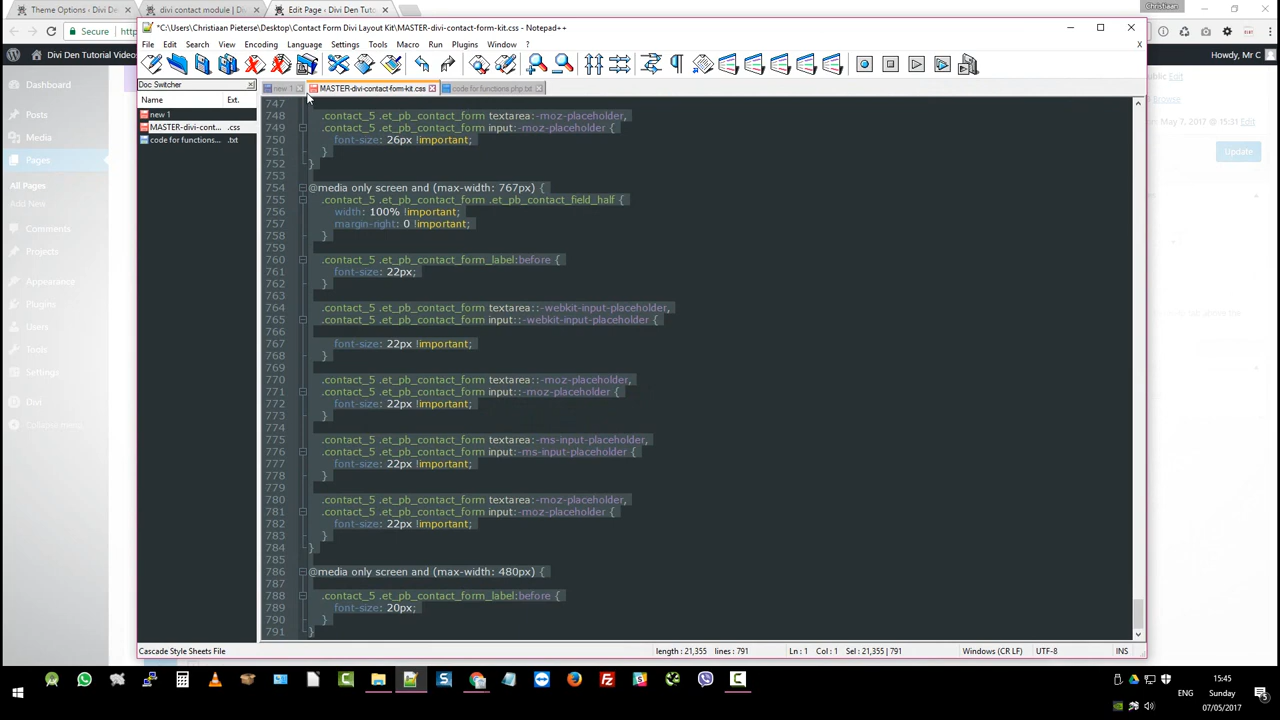 Theme Options ‹ Divi De
divi contact module | Di
Edit Page ‹ Divi Den Tuto
Christiaan
*C:\Users\Christiaan Pieterse\Desktop\Contact Form Divi Layout Kit\MASTER-divi-contact-form-kit.css - Notepad++
Secure
File Edit Search View Encoding Language Settings Tools Macro Run Plugins Window ?
X
Divi Den Tutorial Videos
Howdy, Mr C
Doc Switcher
new 1
MASTER-divi-contact-form-kit.css
code for functions.php.txt
Name Ext.
new 1
MASTER-divi-cont... .css
code for functions... .txt
Dashboard
Posts
Media
Pages
All Pages
Add New
Comments
Projects
Appearance
Plugins
Users
Tools
Settings
Divi
Collapse menu
Edit
Browse
May 7, 2017 @ 15:31 Edit
Update
747
748 .contact_5 .et_pb_contact_form textarea:-moz-placeholder,
749 .contact_5 .et_pb_contact_form input:-moz-placeholder {
750 font-size: 26px !important;
751 }
752 }
753
754 @media only screen and (max-width: 767px) {
755 .contact_5 .et_pb_contact_form .et_pb_contact_field_half {
756 width: 100% !important;
757 margin-right: 0 !important;
758 }
759
760 .contact_5 .et_pb_contact_form_label:before {
761 font-size: 22px;
762 }
763
764 .contact_5 .et_pb_contact_form textarea::-webkit-input-placeholder,
765 .contact_5 .et_pb_contact_form input::-webkit-input-placeholder {
766
767 font-size: 22px !important;
768 }
769
770 .contact_5 .et_pb_contact_form textarea::-moz-placeholder,
771 .contact_5 .et_pb_contact_form input::-moz-placeholder {
772 font-size: 22px !important;
773 }
774
775 .contact_5 .et_pb_contact_form textarea:-ms-input-placeholder,
776 .contact_5 .et_pb_contact_form input:-ms-input-placeholder {
777 font-size: 22px !important;
778 }
779
780 .contact_5 .et_pb_contact_form textarea:-moz-placeholder,
781 .contact_5 .et_pb_contact_form input:-moz-placeholder {
782 font-size: 22px !important;
783 }
784 }
785
786 @media only screen and (max-width: 480px) {
787
788 .contact_5 .et_pb_contact_form_label:before {
789 font-size: 20px;
790 }
791 }
Cascade Style Sheets File
length : 21,355 lines : 791
Ln : 1 Col : 1 Sel : 21,355 | 791
Windows (CR LF)
UTF-8
INS
ENG
15:45
Sunday
07/05/2017
5